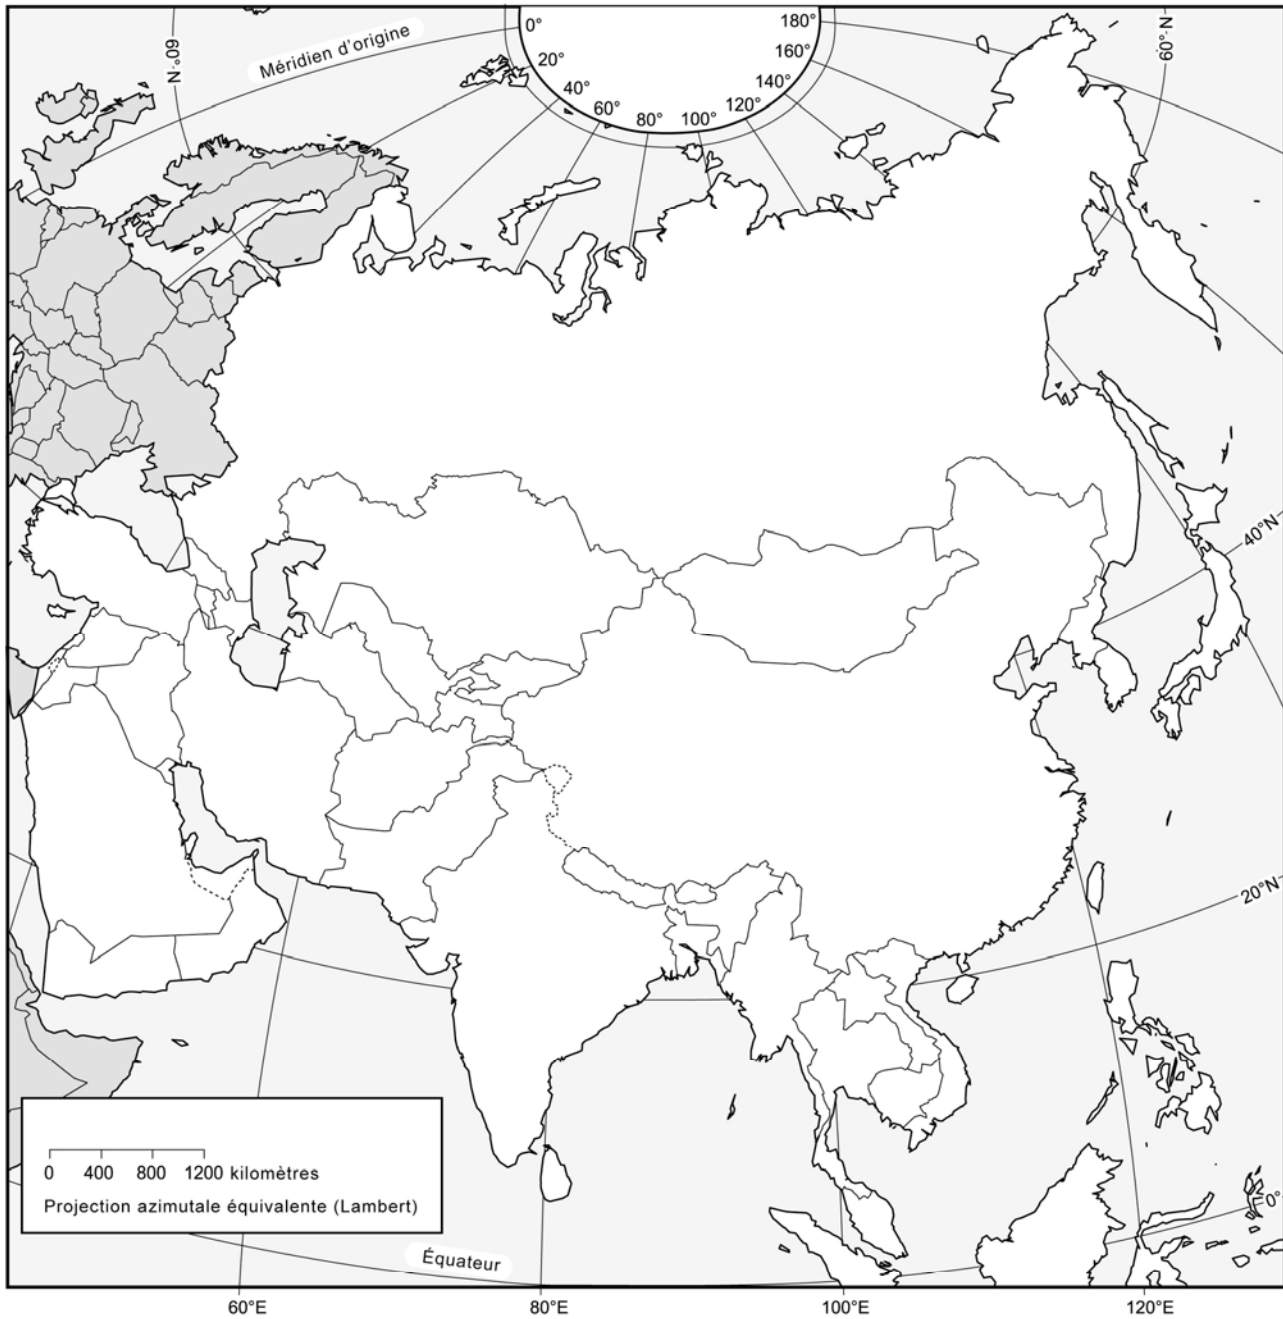 0°
20°
40°
60°
80°
100°
120°
140°
160°
180°
Méridien d'origine
60°N
60°N
40°N
20°N
0°
0 400 800 1200 kilomètres
Projection azimutale équivalente (Lambert)
Équateur
60°E 80°E 100°E 120°E